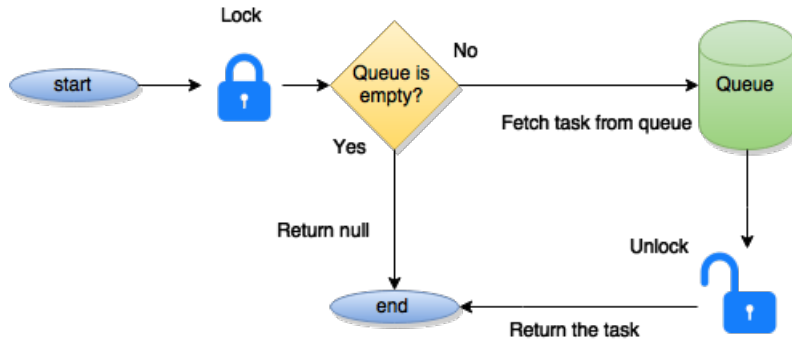 Lock
start
Queue is
empty?
No
Queue
Fetch task from queue
Yes
Return null
Unlock
end
Return the task